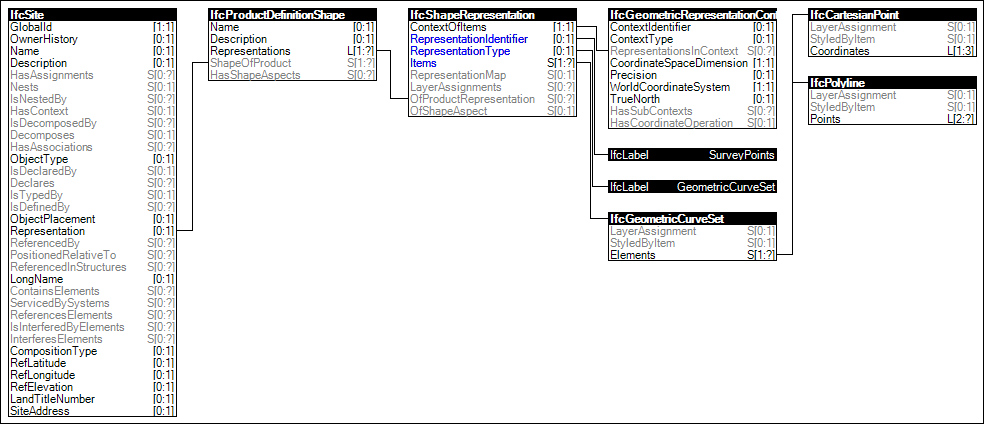 IfcSite
GlobalId [1:1]
OwnerHistory [0:1]
Name [0:1]
Description [0:1]
HasAssignments S[0:?]
Nests S[0:1]
IsNestedBy S[0:?]
HasContext S[0:1]
IsDecomposedBy S[0:?]
Decomposes S[0:1]
HasAssociations S[0:?]
ObjectType [0:1]
IsDeclaredBy S[0:1]
Declares S[0:?]
IsTypedBy S[0:1]
IsDefinedBy S[0:?]
ObjectPlacement [0:1]
Representation [0:1]
ReferencedBy S[0:?]
PositionedRelativeTo S[0:?]
ReferencedInStructures S[0:?]
LongName [0:1]
ContainsElements S[0:?]
ServicedBySystems S[0:?]
ReferencesElements S[0:?]
IsInterferedByElements S[0:?]
InterferesElements S[0:?]
CompositionType [0:1]
RefLatitude [0:1]
RefLongitude [0:1]
RefElevation [0:1]
LandTitleNumber [0:1]
SiteAddress [0:1]
IfcProductDefinitionShape
Name [0:1]
Description [0:1]
Representations L[1:?]
ShapeOfProduct S[1:?]
HasShapeAspects S[0:?]
IfcShapeRepresentation
ContextOfItems [1:1]
RepresentationIdentifier [0:1]
RepresentationType [0:1]
Items S[1:?]
RepresentationMap S[0:1]
LayerAssignments S[0:?]
OfProductRepresentation S[0:?]
OfShapeAspect S[0:1]
IfcGeometricRepresentationCont
ContextIdentifier [0:1]
ContextType [0:1]
RepresentationsInContext S[0:?]
CoordinateSpaceDimension [1:1]
Precision [0:1]
WorldCoordinateSystem [1:1]
TrueNorth [0:1]
HasSubContexts S[0:?]
HasCoordinateOperation S[0:1]
IfcLabel SurveyPoints
IfcLabel GeometricCurveSet
IfcGeometricCurveSet
LayerAssignment S[0:1]
StyledByItem S[0:1]
Elements S[1:?]
IfcCartesianPoint
LayerAssignment S[0:1]
StyledByItem S[0:1]
Coordinates L[1:3]
IfcPolyline
LayerAssignment S[0:1]
StyledByItem S[0:1]
Points L[2:?]